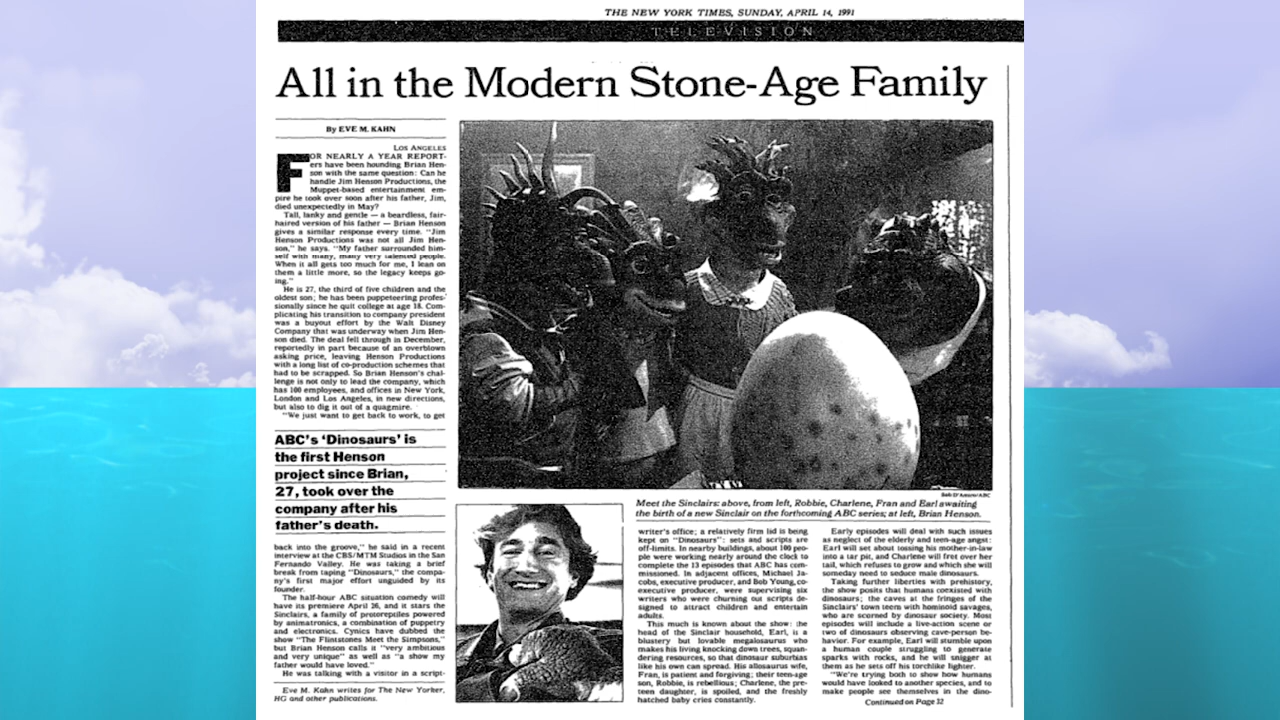 THE NEW YORK TIMES, SUNDAY, APRIL 14, 1991
TELEVISION
All in the Modern Stone-Age Family
By EVE M. KAHN
LOS ANGELES
FOR NEARLY A YEAR REPORT-
ers have been hounding Brian Hen-
son with the same question: Can he
handle Jim Henson Productions, the
Muppet-based entertainment em-
pire he took over soon after his father, Jim,
died unexpectedly in May?
Tall, lanky and gentle — a beardless, fair-
haired version of his father — Brian Henson
gives a similar response every time. "Jim
Henson Productions was not all Jim Hen-
son," he says. "My father surrounded him-
self with many, many very talented people.
When it all gets too much for me, I lean on
them a little more, so the legacy keeps go-
ing."
He is 27, the third of five children and the
oldest son; he has been puppeteering profes-
sionally since he quit college at age 18. Com-
plicating his transition to company president
was a buyout effort by the Walt Disney
Company that was underway when Jim Hen-
son died. The deal fell through in December,
reportedly in part because of an overblown
asking price, leaving Henson Productions
with a long list of co-production schemes that
had to be scrapped. So Brian Henson's chal-
lenge is not only to lead the company, which
has 100 employees, and offices in New York,
London and Los Angeles, in new directions,
but also to dig it out of a quagmire.
"We just want to get back to work, to get
ABC's 'Dinosaurs' is
the first Henson
project since Brian,
27, took over the
company after his
father's death.
back into the groove," he said in a recent
interview at the CBS/MTM Studios in the San
Fernando Valley. He was taking a brief
break from taping "Dinosaurs," the compa-
ny's first major effort unguided by its
founder.
The half-hour ABC situation comedy will
have its premiere April 26, and it stars the
Sinclairs, a family of protoreptiles powered
by animatronics, a combination of puppetry
and electronics. Cynics have dubbed the
show "The Flintstones Meet the Simpsons,"
but Brian Henson calls it "very ambitious
and very unique" as well as "a show my
father would have loved."
He was talking with a visitor in a script-
Eve M. Kahn writes for The New Yorker,
HG and other publications.
Bob D'Amico/ABC
Meet the Sinclairs: above, from left, Robbie, Charlene, Fran and Earl awaiting
the birth of a new Sinclair on the forthcoming ABC series; at left, Brian Henson.
writer's office; a relatively firm lid is being
kept on "Dinosaurs": sets and scripts are
off-limits. In nearby buildings, about 100 peo-
ple were working nearly around the clock to
complete the 13 episodes that ABC has com-
missioned. In adjacent offices, Michael Ja-
cobs, executive producer, and Bob Young, co-
executive producer, were supervising six
writers who were churning out scripts de-
signed to attract children and entertain
adults.
This much is known about the show: the
head of the Sinclair household, Earl, is a
blustery but lovable megalosaurus who
makes his living knocking down trees, squan-
dering resources, so that dinosaur suburbias
like his own can spread. His allosaurus wife,
Fran, is patient and forgiving; their teen-age
son, Robbie, is rebellious; Charlene, the pre-
teen daughter, is spoiled, and the freshly
hatched baby cries constantly.
Early episodes will deal with such issues
as neglect of the elderly and teen-age angst:
Earl will set about tossing his mother-in-law
into a tar pit, and Charlene will fret over her
tail, which refuses to grow and which she will
someday need to seduce male dinosaurs.
Taking further liberties with prehistory,
the show posits that humans coexisted with
dinosaurs; the caves at the fringes of the
Sinclairs' town teem with hominoid savages,
who are scorned by dinosaur society. Most
episodes will include a live-action scene or
two of dinosaurs observing cave-person be-
havior. For example, Earl will stumble upon
a human couple struggling to generate
sparks with rocks, and he will snigger at
them as he sets off his torchlike lighter.
"We're trying both to show how humans
would have looked to another species, and to
make people see themselves in the dino-
Continued on Page 32